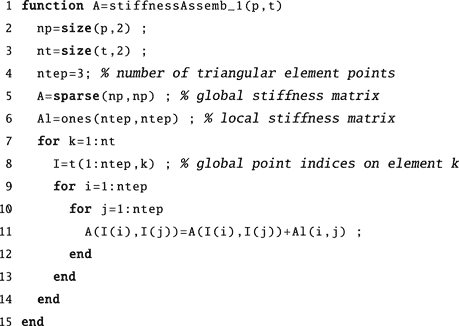 1 function A=stiffnessAssemb_1(p,t)
2 np=size(p,2) ;
3 nt=size(t,2) ;
4 ntep=3; % number of triangular element points
5 A=sparse(np,np) ; % global stiffness matrix
6 Al=ones(ntep,ntep) ; % local stiffness matrix
7 for k=1:nt
8 I=t(1:ntep,k) ; % global point indices on element k
9 for i=1:ntep
10 for j=1:ntep
11 A(I(i),I(j))=A(I(i),I(j))+Al(i,j) ;
12 end
13 end
14 end
15 end